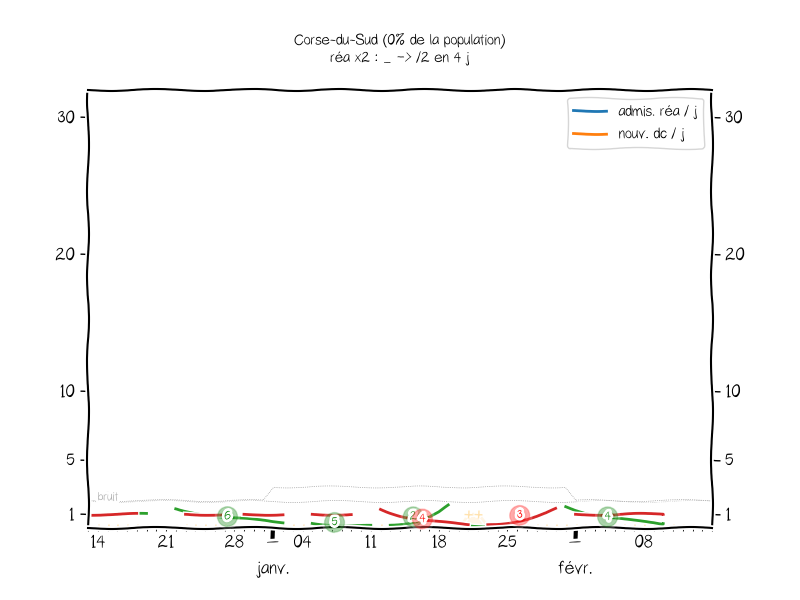 Corse-du-Sud (0% de la population)
réa x2 : _ -> /2 en 4 j
admis. réa / j
nouv. dc / j
30 30
20 20
10 10
5 5
bruit
1 6 5 2 4 ++ 3 4 1
14 21 28 04 11 18 25 08
janv. févr.